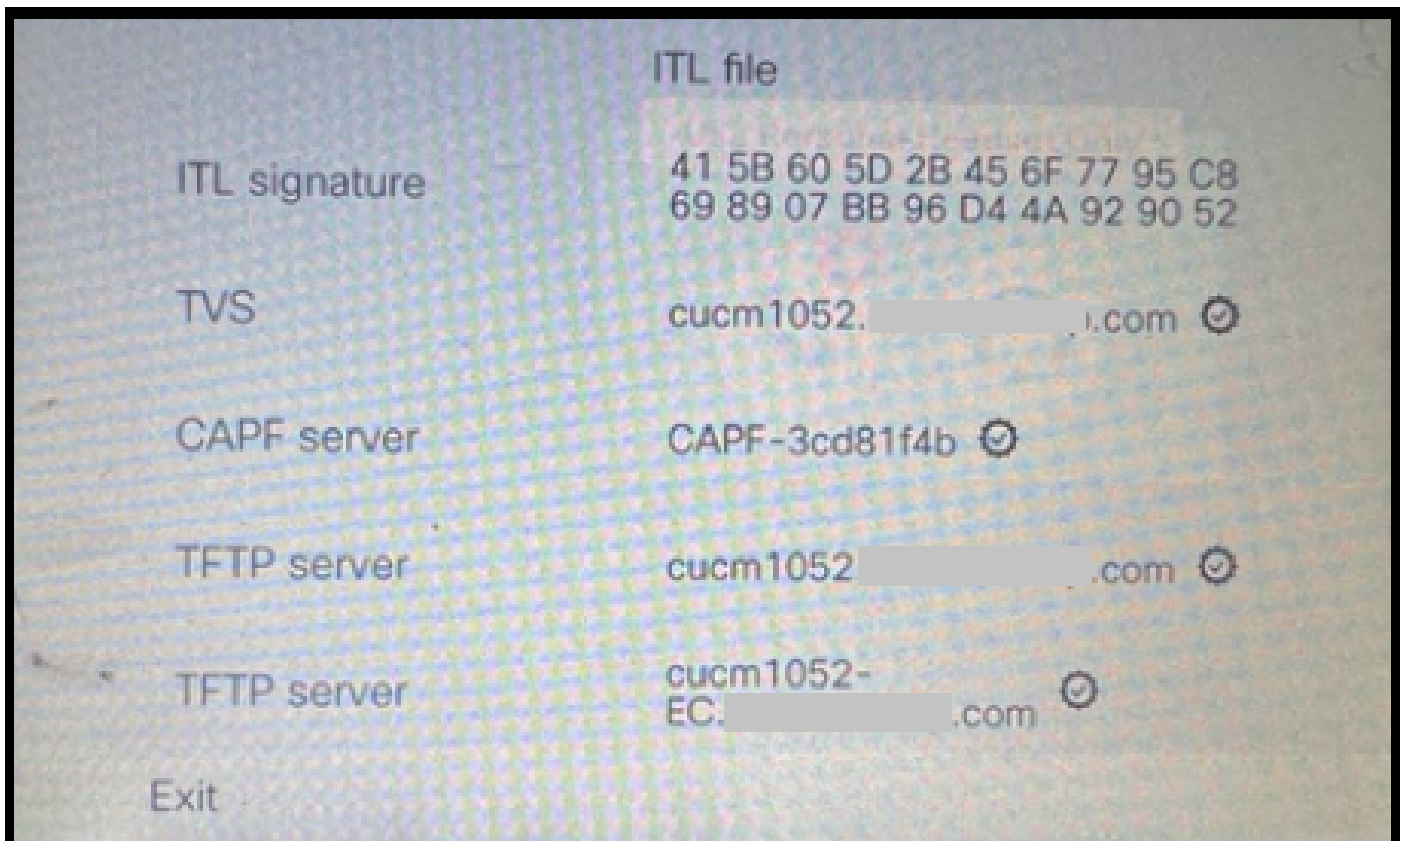 ITL file
ITL signature
41 5B 60 5D 2B 45 6F 77 95 C8
69 89 07 BB 96 D4 4A 92 90 52
TVS cucm1052. .com
CAPF server CAPF-3cd81f4b
TFTP server cucm1052 .com
TFTP server cucm1052-
EC. .com
Exit